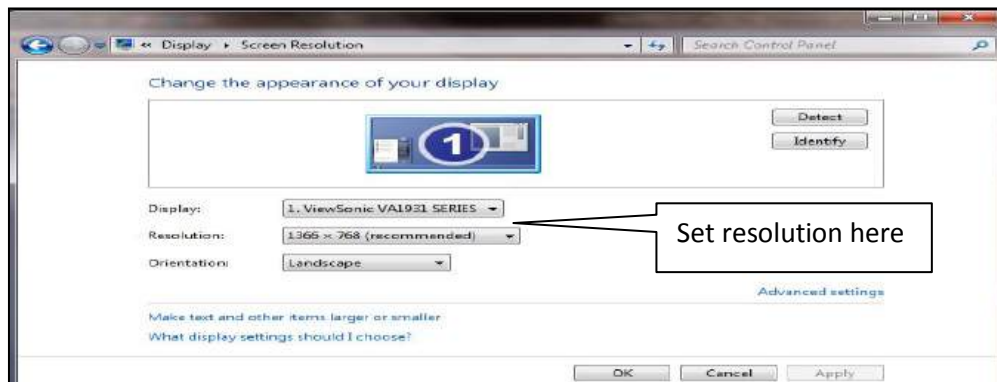 « Display ▸ Screen Resolution Search Control Panel
Change the appearance of your display
1
Detect
Identify
Display: 1. ViewSonic VA1931 SERIES
Resolution: 1366 × 768 (recommended)
Set resolution here
Orientation: Landscape
Advanced settings
Make text and other items larger or smaller
What display settings should I choose?
OK Cancel Apply